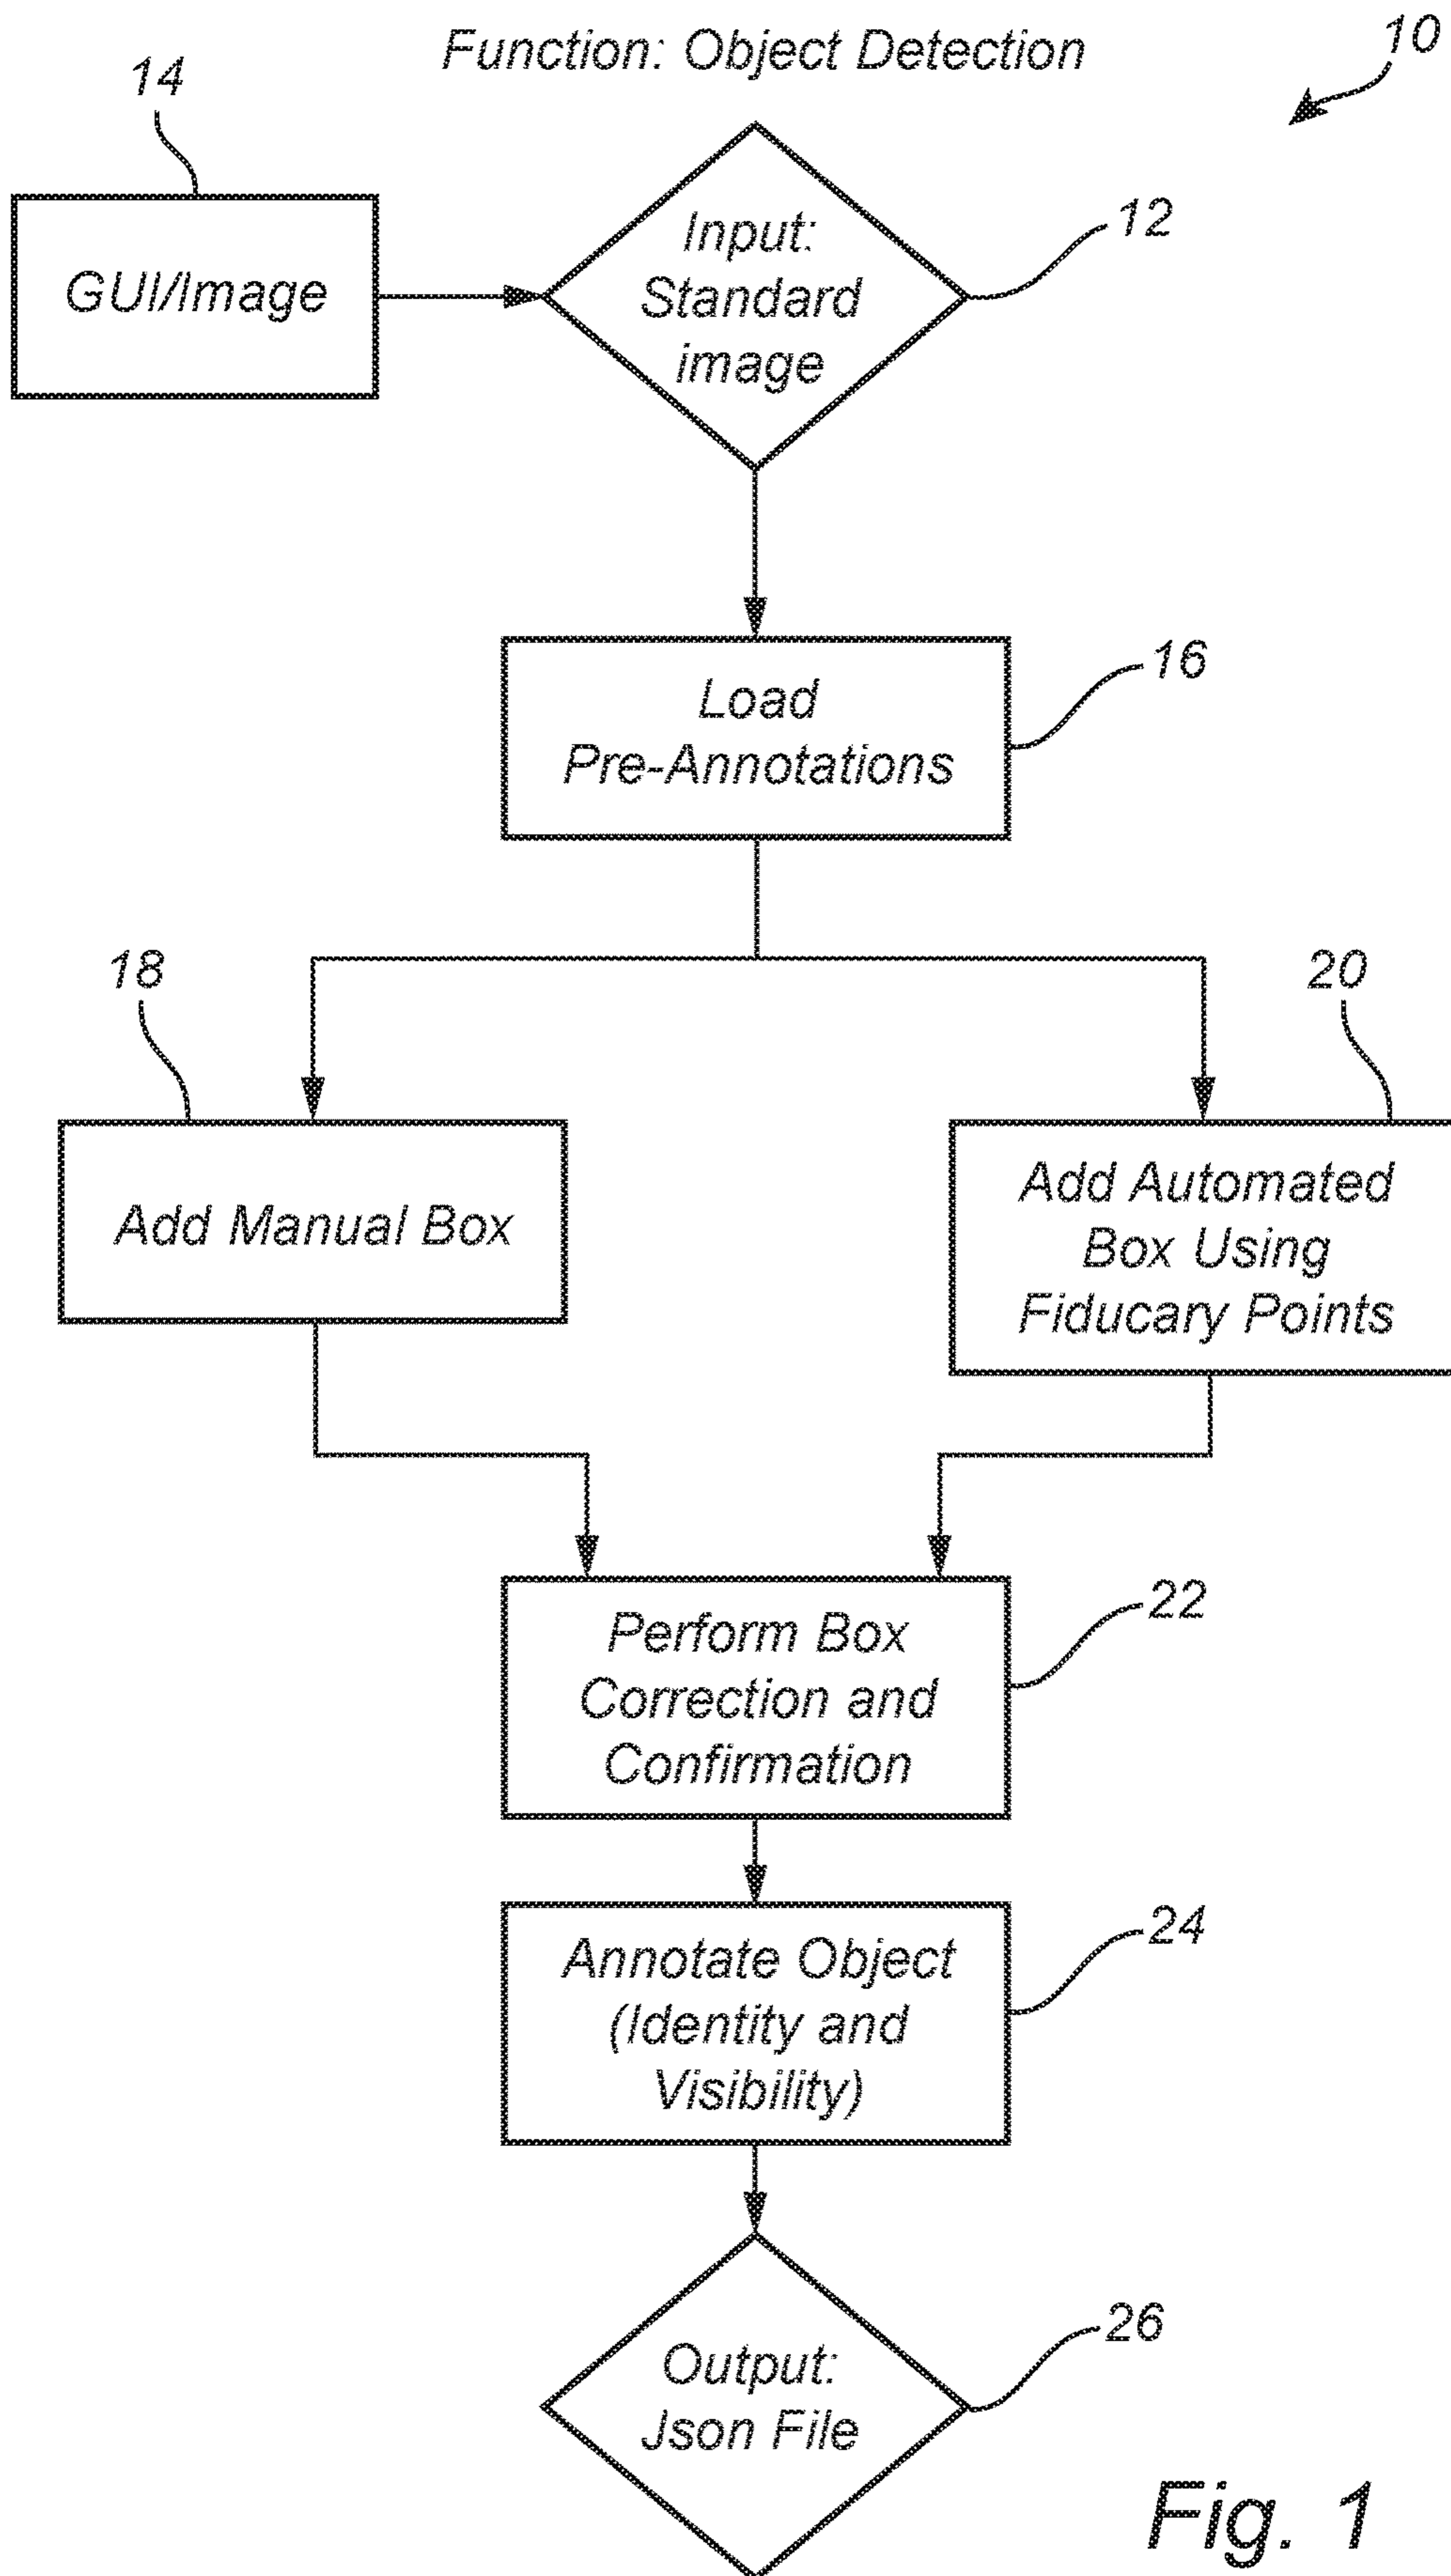 Function: Object Detection
10
14
12
GUI/Image
Input:
Standard
image
16
Load
Pre-Annotations
18
20
Add Manual Box
Add Automated
Box Using
Fiducary Points
22
Perform Box
Correction and
Confirmation
24
Annotate Object
(Identity and
Visibility)
26
Output:
Json File
Fig. 1